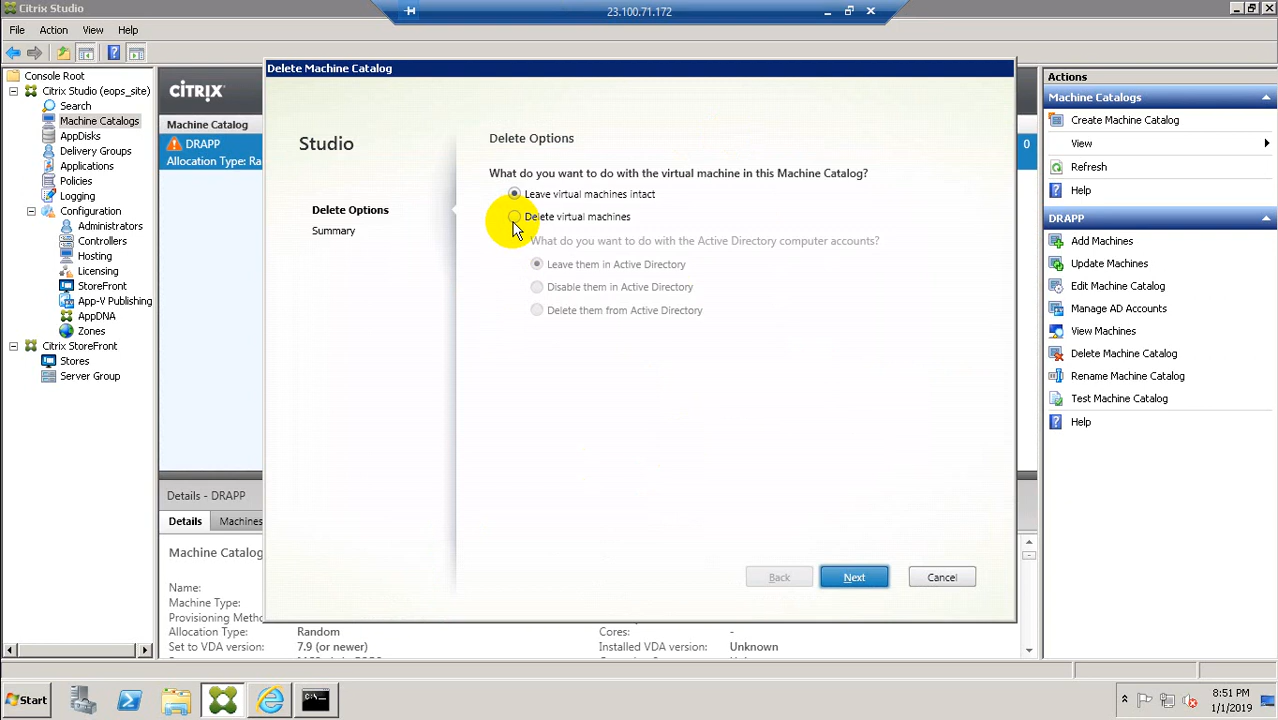 Citrix Studio
23.100.71.172
File Action View Help
Console Root
Citrix Studio (eops_site)
Search
Machine Catalogs
AppDisks
Delivery Groups
Applications
Policies
Logging
Configuration
Administrators
Controllers
Hosting
Licensing
StoreFront
App-V Publishing
AppDNA
Zones
Citrix StoreFront
Stores
Server Group
CİTRIX
Machine Catalog
DRAPP
Allocation Type: Ra
0
Delete Machine Catalog
Studio
Delete Options
Summary
Delete Options
What do you want to do with the virtual machine in this Machine Catalog?
Leave virtual machines intact
Delete virtual machines
What do you want to do with the Active Directory computer accounts?
Leave them in Active Directory
Disable them in Active Directory
Delete them from Active Directory
Back Next Cancel
Details - DRAPP
Details Machines
Machine Catalog
Name:
Machine Type:
Provisioning Metho
Allocation Type: Random Cores: -
Set to VDA version: 7.9 (or newer) Installed VDA version: Unknown
Actions
Machine Catalogs
Create Machine Catalog
View
Refresh
Help
DRAPP
Add Machines
Update Machines
Edit Machine Catalog
Manage AD Accounts
View Machines
Delete Machine Catalog
Rename Machine Catalog
Test Machine Catalog
Help
Start
8:51 PM
1/1/2019